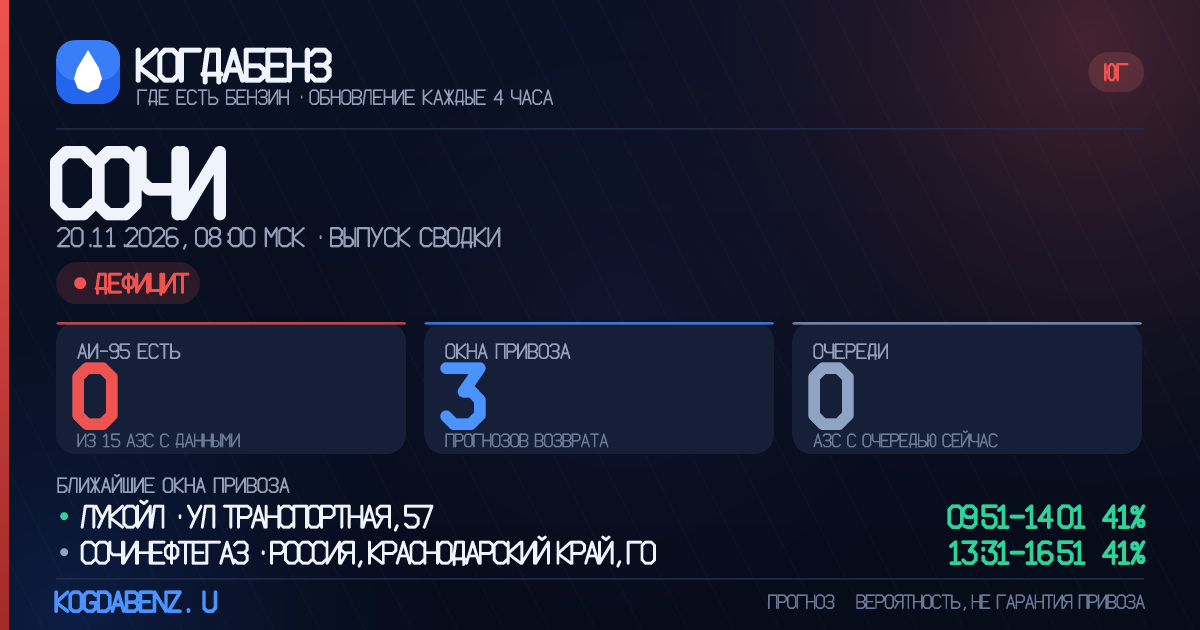 КОГДАБЕНЗ
ГДЕ ЕСТЬ БЕНЗИН · ОБНОВЛЕНИЕ КАЖДЫЕ 4 ЧАСА
ЮГ
СОЧИ
20.11.2026, 08:00 МСК · ВЫПУСК СВОДКИ
• ДЕФИЦИТ
АИ-95 ЕСТЬ
0
ИЗ 15 АЗС С ДАННЫМИ
ОКНА ПРИВОЗА
3
ПРОГНОЗОВ ВОЗВРАТА
ОЧЕРЕДИ
0
АЗС С ОЧЕРЕДЬЮ СЕЙЧАС
БЛИЖАЙШИЕ ОКНА ПРИВОЗА
• ЛУКОЙЛ · УЛ ТРАНСПОРТНАЯ, 57 09:51–14:01 41%
• СОЧИНЕФТЕГАЗ · РОССИЯ, КРАСНОДАРСКИЙ КРАЙ, ГО 13:31–16:51 41%
KOGDABENZ. U
ПРОГНОЗ ВЕРОЯТНОСТЬ, НЕ ГАРАНТИЯ ПРИВОЗА